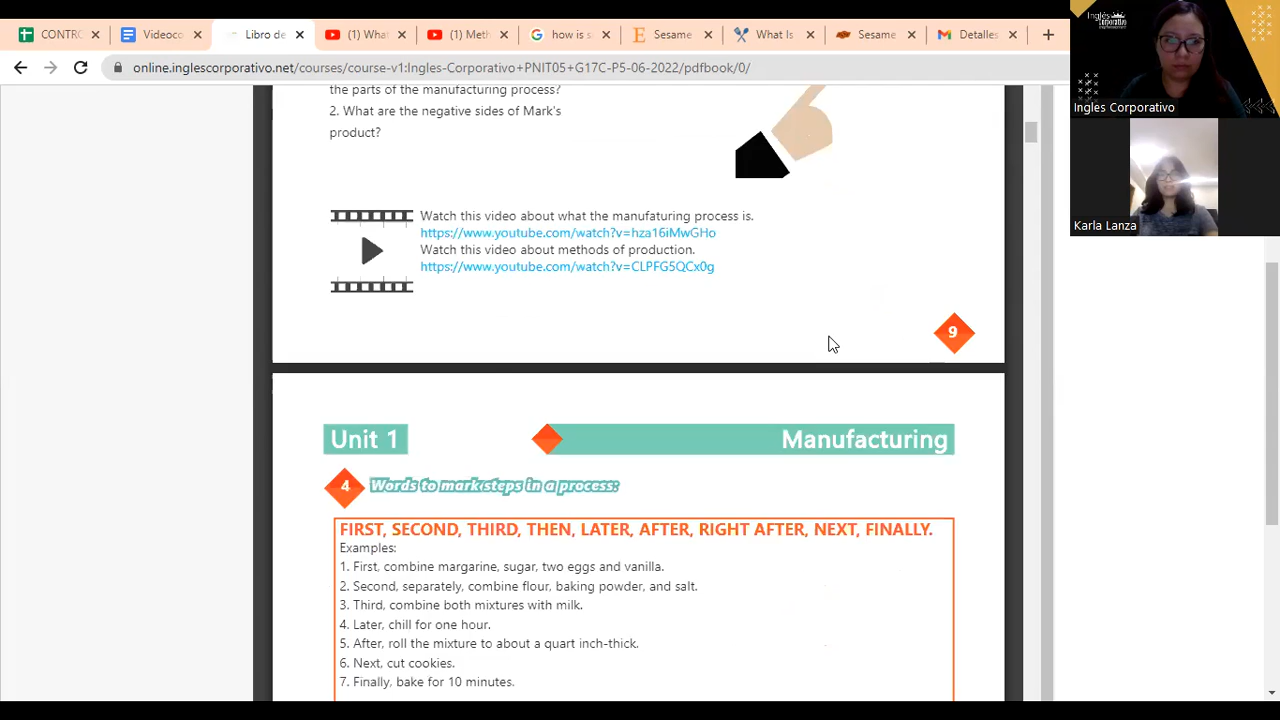 CONTRC
Videoco
Libro de
(1) Wha
(1) Meth
how is s
Sesame
What Is
Sesame
Detalles
online.inglescorporativo.net/courses/course-v1:Ingles-Corporativo+PNIT05+G17C-P5-06-2022/pdfbook/0/
Inglés
Corporativo
Ingles Corporativo
Karla Lanza
the parts of the manufacturing process?
2. What are the negative sides of Mark's
product?
Watch this video about what the manufaturing process is.
https://www.youtube.com/watch?v=hza16iMwGHo
Watch this video about methods of production.
https://www.youtube.com/watch?v=CLPFG5QCx0g
9
Unit 1
Manufacturing
4 Words to mark steps in a process:
FIRST, SECOND, THIRD, THEN, LATER, AFTER, RIGHT AFTER, NEXT, FINALLY.
Examples:
1. First, combine margarine, sugar, two eggs and vanilla.
2. Second, separately, combine flour, baking powder, and salt.
3. Third, combine both mixtures with milk.
4. Later, chill for one hour.
5. After, roll the mixture to about a quart inch-thick.
6. Next, cut cookies.
7. Finally, bake for 10 minutes.